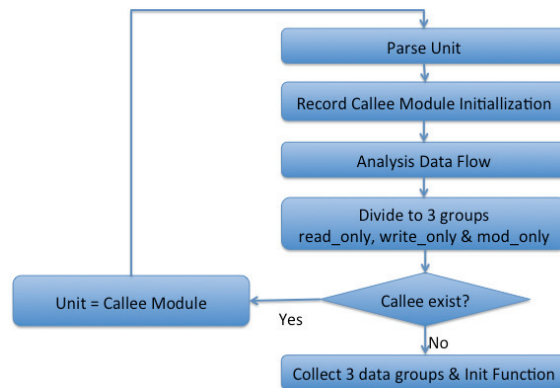 Parse Unit
Record Callee Module Initiallization
Analysis Data Flow
Divide to 3 groups
read_only, write_only & mod_only
Callee exist?
Yes
Unit = Callee Module
No
Collect 3 data groups & Init Function